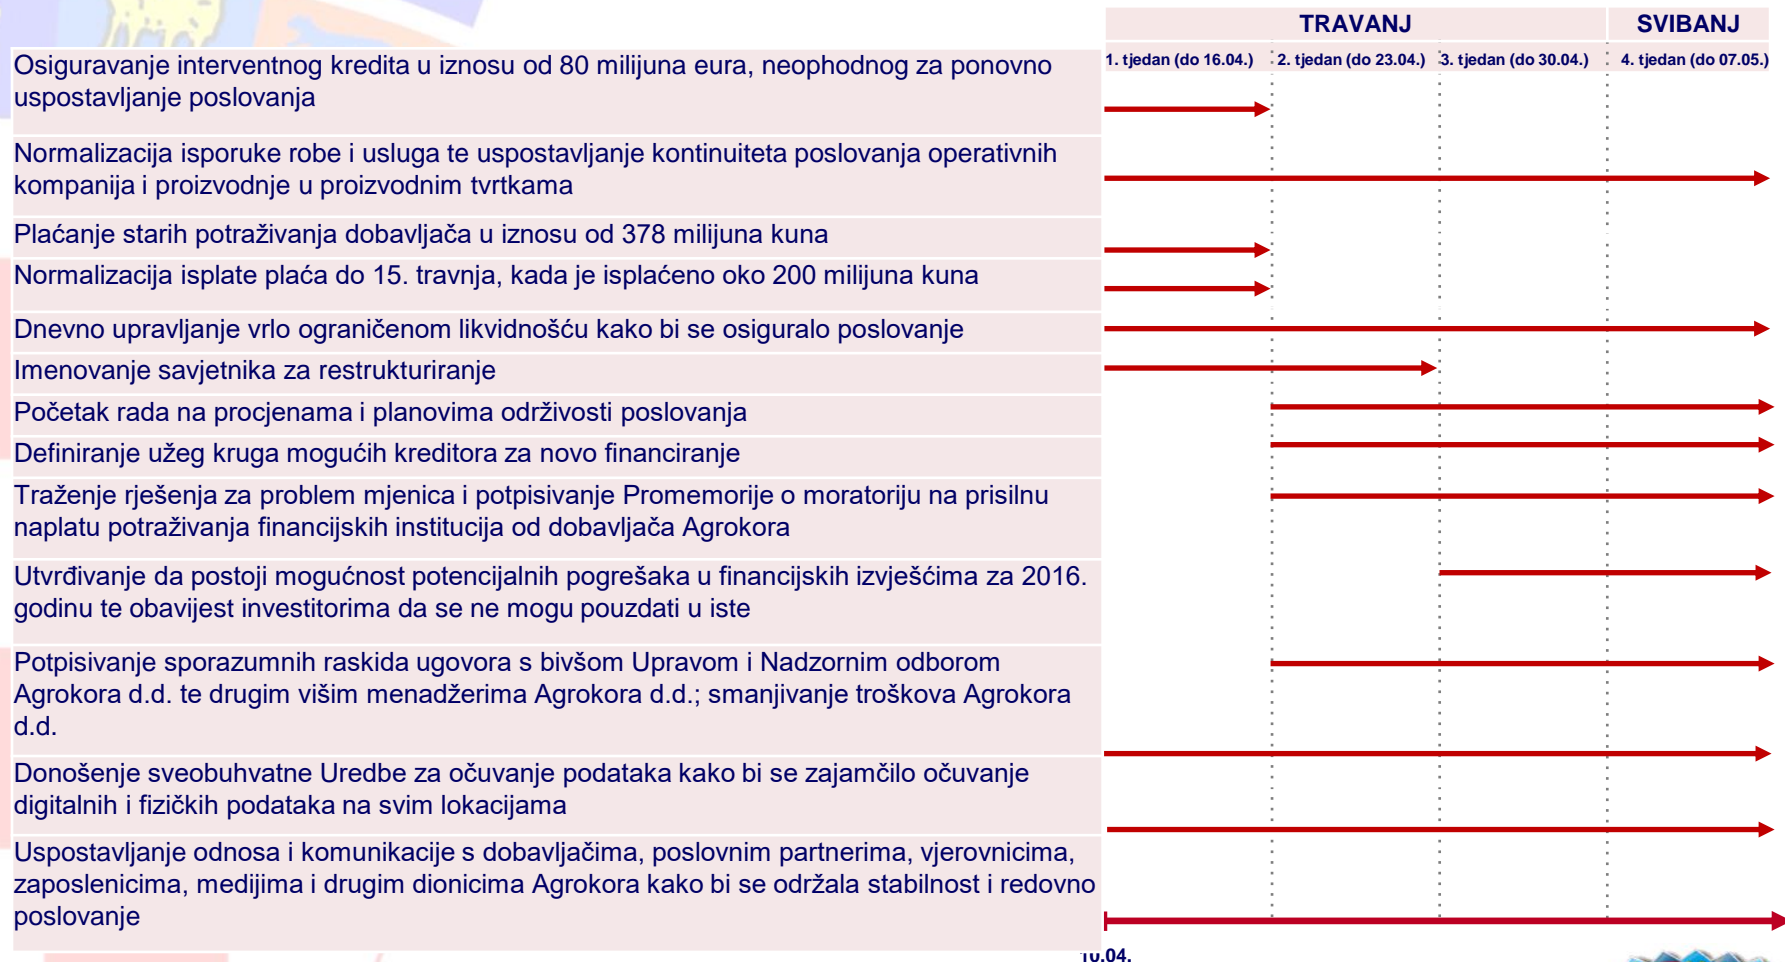 TRAVANJ SVIBANJ
1. tjedan (do 16.04.) 2. tjedan (do 23.04.) 3. tjedan (do 30.04.) 4. tjedan (do 07.05.)
Osiguravanje interventnog kredita u iznosu od 80 milijuna eura, neophodnog za ponovno
uspostavljanje poslovanja
Normalizacija isporuke robe i usluga te uspostavljanje kontinuiteta poslovanja operativnih
kompanija i proizvodnje u proizvodnim tvrtkama
Plaćanje starih potraživanja dobavljača u iznosu od 378 milijuna kuna
Normalizacija isplate plaća do 15. travnja, kada je isplaćeno oko 200 milijuna kuna
Dnevno upravljanje vrlo ograničenom likvidnošću kako bi se osiguralo poslovanje
Imenovanje savjetnika za restrukturiranje
Početak rada na procjenama i planovima održivosti poslovanja
Definiranje užeg kruga mogućih kreditora za novo financiranje
Traženje rješenja za problem mjenica i potpisivanje Promemorije o moratoriju na prisilnu
naplatu potraživanja financijskih institucija od dobavljača Agrokora
Utvrđivanje da postoji mogućnost potencijalnih pogrešaka u financijskih izvješćima za 2016.
godinu te obavijest investitorima da se ne mogu pouzdati u iste
Potpisivanje sporazumnih raskida ugovora s bivšom Upravom i Nadzornim odborom
Agrokora d.d. te drugim višim menadžerima Agrokora d.d.; smanjivanje troškova Agrokora
d.d.
Donošenje sveobuhvatne Uredbe za očuvanje podataka kako bi se zajamčilo očuvanje
digitalnih i fizičkih podataka na svim lokacijama
Uspostavljanje odnosa i komunikacije s dobavljačima, poslovnim partnerima, vjerovnicima,
zaposlenicima, medijima i drugim dionicima Agrokora kako bi se održala stabilnost i redovno
poslovanje
10.04.